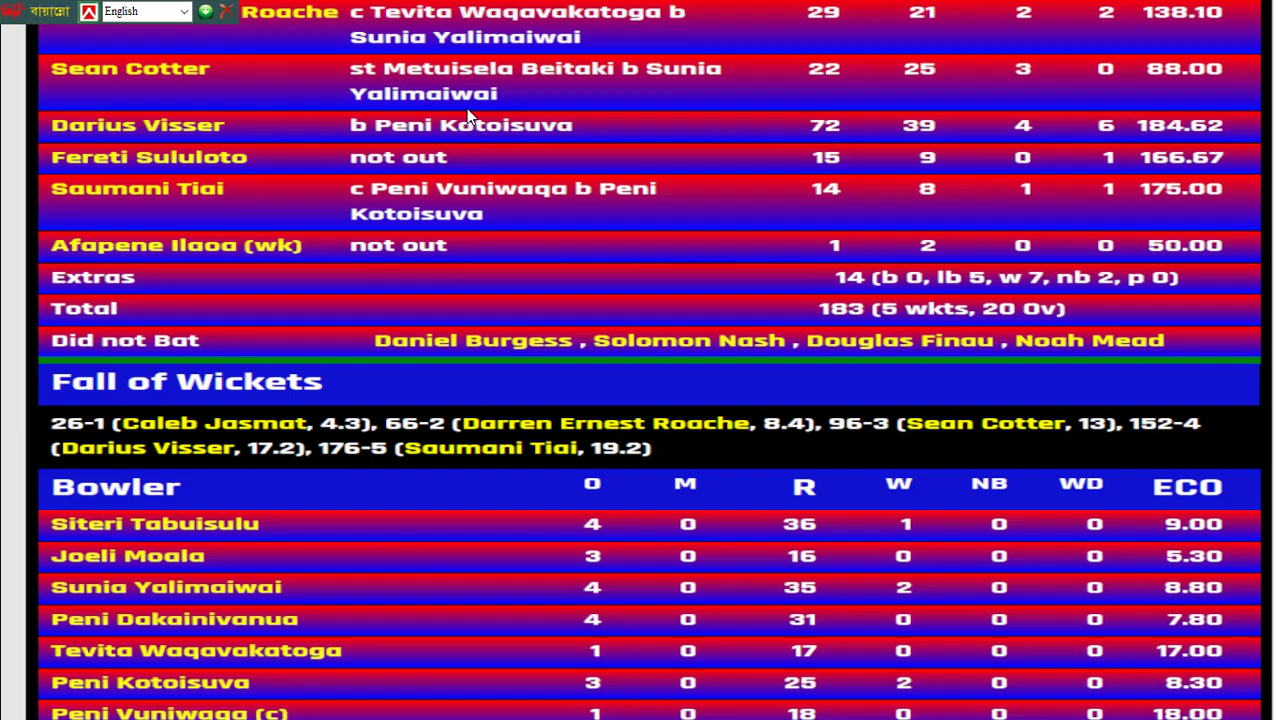 বায়ান্নো English
Roache c Tevita Waqavakatoga b 29 21 2 2 138.10
Sunia Yalimaiwai
Sean Cotter st Metuisela Beitaki b Sunia 22 25 3 0 88.00
Yalimaiwai
Darius Visser b Peni Kotoisuva 72 39 4 6 184.62
Fereti Sululoto not out 15 9 0 1 166.67
Saumani Tiai c Peni Vuniwaqa b Peni 14 8 1 1 175.00
Kotoisuva
Afapene Ilaoa (wk) not out 1 2 0 0 50.00
Extras 14 (b 0, lb 5, w 7, nb 2, p 0)
Total 183 (5 wkts, 20 Ov)
Did not Bat Daniel Burgess , Solomon Nash , Douglas Finau , Noah Mead
Fall of Wickets
26-1 (Caleb Jasmat, 4.3), 66-2 (Darren Ernest Roache, 8.4), 96-3 (Sean Cotter, 13), 152-4
(Darius Visser, 17.2), 176-5 (Saumani Tiai, 19.2)
Bowler O M R W NB WD ECO
Siteri Tabuisulu 4 0 36 1 0 0 9.00
Joeli Moala 3 0 16 0 0 0 5.30
Sunia Yalimaiwai 4 0 35 2 0 0 8.80
Peni Dakainivanua 4 0 31 0 0 0 7.80
Tevita Waqavakatoga 1 0 17 0 0 0 17.00
Peni Kotoisuva 3 0 25 2 0 0 8.30
Peni Vuniwaqa (c) 1 0 18 0 0 0 18.00